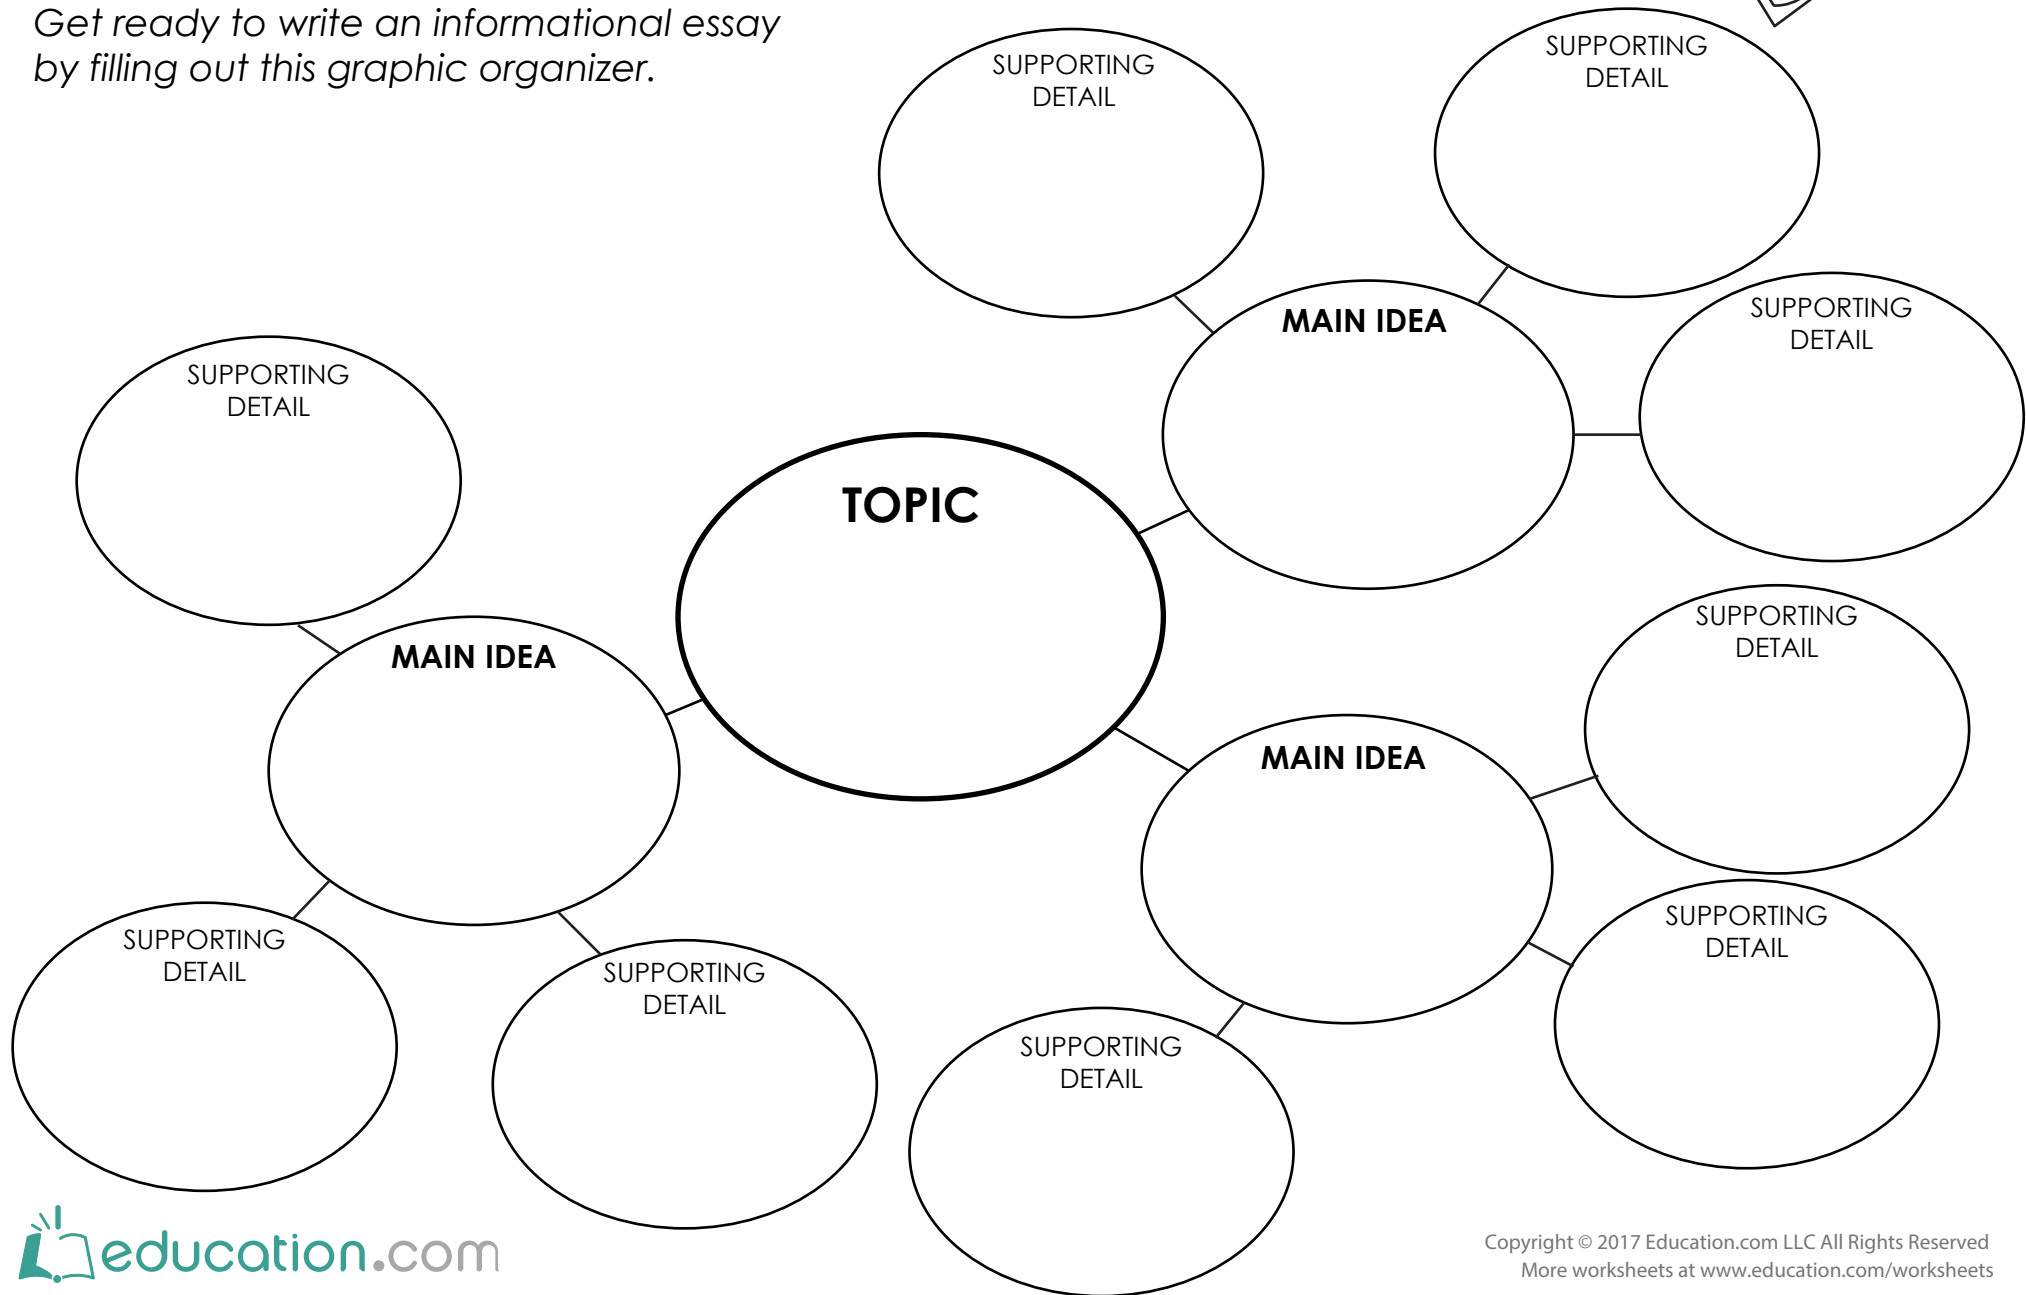 Get ready to write an informational essay
by filling out this graphic organizer.
SUPPORTING
DETAIL
SUPPORTING
DETAIL
MAIN IDEA
SUPPORTING
DETAIL
SUPPORTING
DETAIL
TOPIC
MAIN IDEA
SUPPORTING
DETAIL
MAIN IDEA
SUPPORTING
DETAIL
SUPPORTING
DETAIL
SUPPORTING
DETAIL
SUPPORTING
DETAIL
education.com
Copyright © 2017 Education.com LLC All Rights Reserved
More worksheets at www.education.com/worksheets